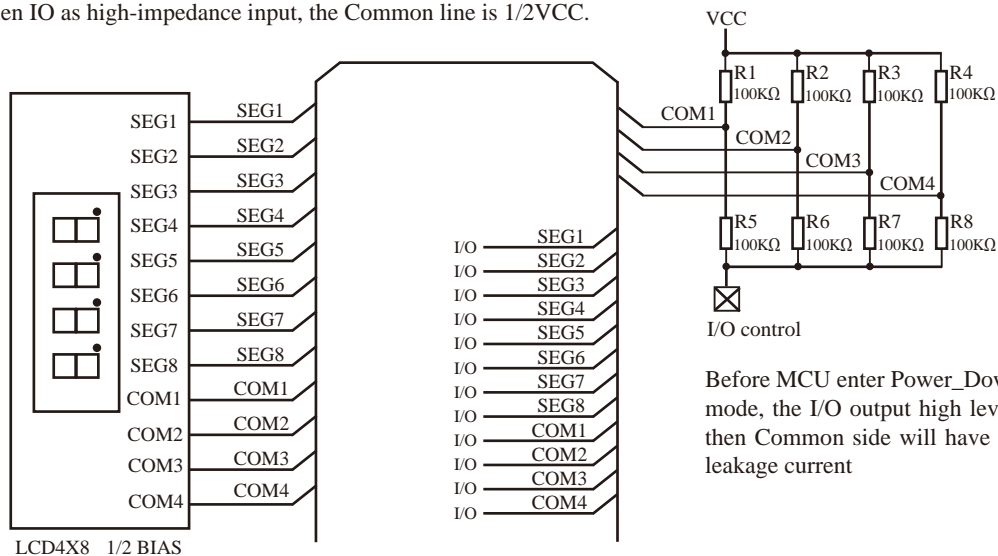 en IO as high-impedance input, the Common line is 1/2VCC.
VCC
R1
100KΩ
R2
100KΩ
R3
100KΩ
R4
100KΩ
COM1
COM2
COM3
COM4
R5
100KΩ
R6
100KΩ
R7
100KΩ
R8
100KΩ
I/O control
Before MCU enter Power_Dow
mode, the I/O output high lev
then Common side will have
leakage current
SEG1
SEG2
SEG3
SEG4
SEG5
SEG6
SEG7
SEG8
COM1
COM2
COM3
COM4
SEG1
SEG2
SEG3
SEG4
SEG5
SEG6
SEG7
SEG8
COM1
COM2
COM3
COM4
I/O SEG1
I/O SEG2
I/O SEG3
I/O SEG4
I/O SEG5
I/O SEG6
I/O SEG7
I/O SEG8
I/O COM1
I/O COM2
I/O COM3
I/O COM4
LCD4X8 1/2 BIAS